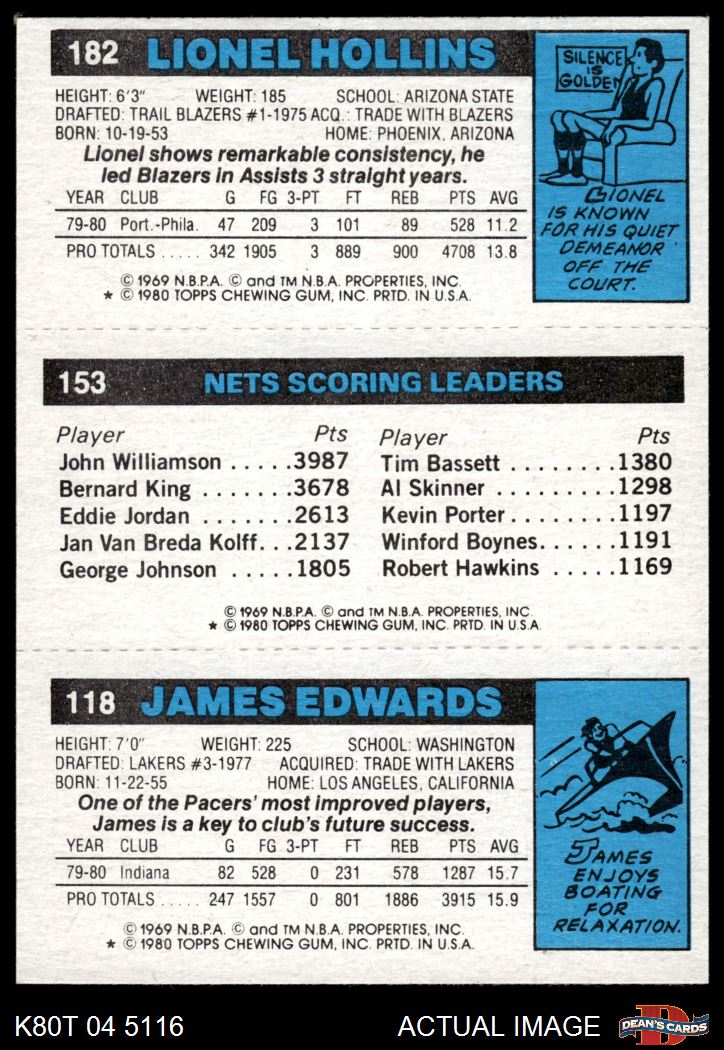 182 LIONEL HOLLINS
HEIGHT: 6'3" WEIGHT: 185 SCHOOL: ARIZONA STATE
DRAFTED: TRAIL BLAZERS #1-1975 ACQ.: TRADE WITH BLAZERS
BORN: 10-19-53 HOME: PHOENIX, ARIZONA
Lionel shows remarkable consistency, he
led Blazers in Assists 3 straight years.
YEAR CLUB G FG 3-PT FT REB PTS AVG
79-80 Port.-Phila. 47 209 3 101 89 528 11.2
PRO TOTALS ..... 342 1905 3 889 900 4708 13.8
© 1969 N.B.P.A. © and TM N.B.A. PROPERTIES, INC.
★ © 1980 TOPPS CHEWING GUM, INC. PRTD. IN U.S.A.
SILENCE
IS
GOLDEN
LIONEL
IS KNOWN
FOR HIS QUIET
DEMEANOR
OFF THE
COURT.
153 NETS SCORING LEADERS
Player Pts Player Pts
John Williamson .....3987 Tim Bassett ........1380
Bernard King .......3678 Al Skinner ........1298
Eddie Jordan .......2613 Kevin Porter........1197
Jan Van Breda Kolff...2137 Winford Boynes......1191
George Johnson .....1805 Robert Hawkins .....1169
© 1969 N.B.P.A. © and TM N.B.A. PROPERTIES, INC.
★ © 1980 TOPPS CHEWING GUM, INC. PRTD. IN U.S.A.
118 JAMES EDWARDS
HEIGHT: 7'0" WEIGHT: 225 SCHOOL: WASHINGTON
DRAFTED: LAKERS #3-1977 ACQUIRED: TRADE WITH LAKERS
BORN: 11-22-55 HOME: LOS ANGELES, CALIFORNIA
One of the Pacers' most improved players,
James is a key to club's future success.
YEAR CLUB G FG 3-PT FT REB PTS AVG
79-80 Indiana 82 528 0 231 578 1287 15.7
PRO TOTALS ..... 247 1557 0 801 1886 3915 15.9
© 1969 N.B.P.A. © and TM N.B.A. PROPERTIES, INC.
★ © 1980 TOPPS CHEWING GUM, INC. PRTD. IN U.S.A.
JAMES
ENJOYS
BOATING
FOR
RELAXATION.
K80T 04 5116 ACTUAL IMAGE
D
DEAN'S CARDS